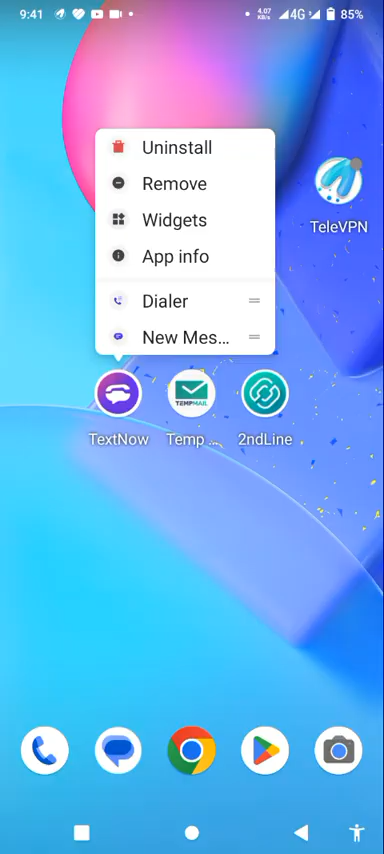 9:41 4.07 KB/s 4G 85%
Uninstall
Remove
Widgets
App info
Dialer
New Mes...
TeleVPN
TEMPMAIL
TextNow Temp ... 2ndLine